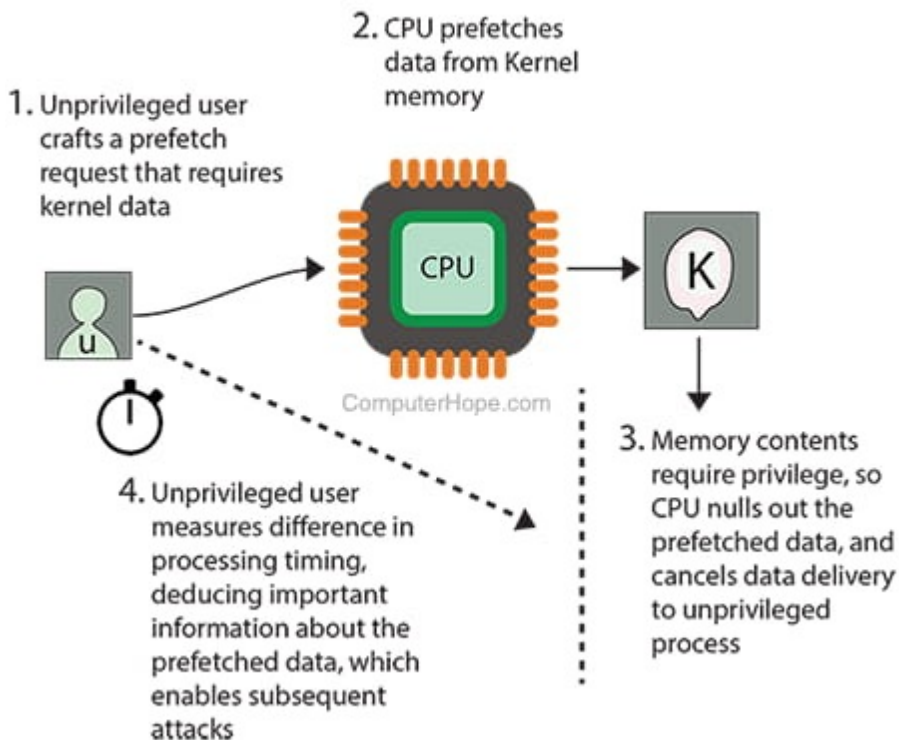 1. Unprivileged user
crafts a prefetch
request that requires
kernel data
2. CPU prefetches
data from Kernel
memory
u
CPU
K
ComputerHope.com
3. Memory contents
require privilege, so
CPU nulls out the
prefetched data, and
cancels data delivery
to unprivileged
process
4. Unprivileged user
measures difference in
processing timing,
deducing important
information about the
prefetched data, which
enables subsequent
attacks